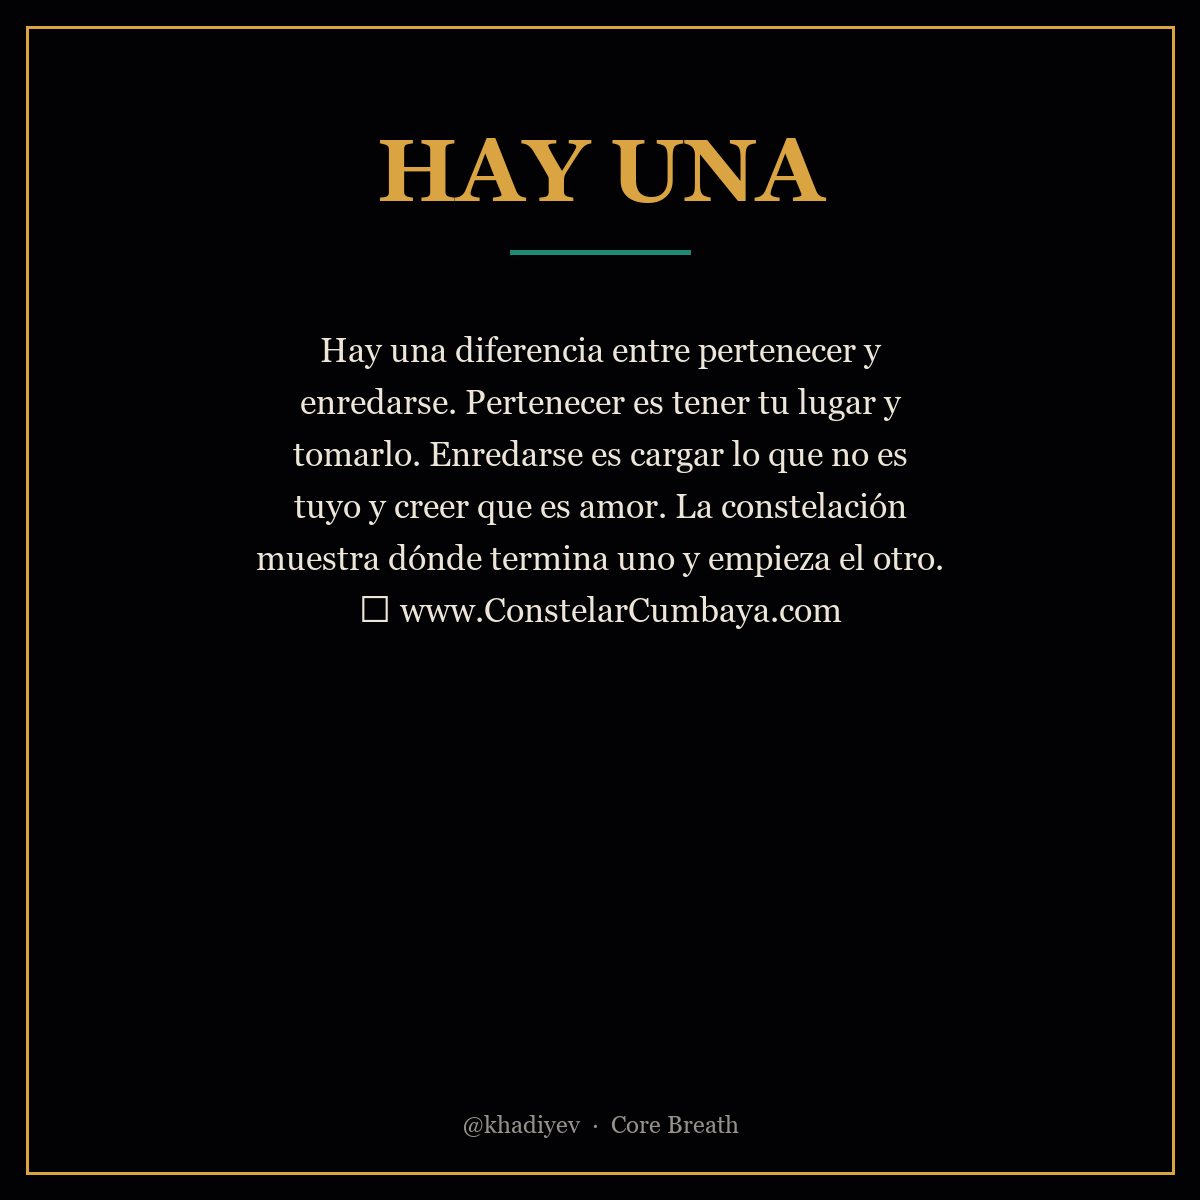 HAY UNA
Hay una diferencia entre pertenecer y
enredarse. Pertenecer es tener tu lugar y
tomarlo. Enredarse es cargar lo que no es
tuyo y creer que es amor. La constelación
muestra dónde termina uno y empieza el otro.
☐ www.ConstelarCumbaya.com
@khadiyev · Core Breath